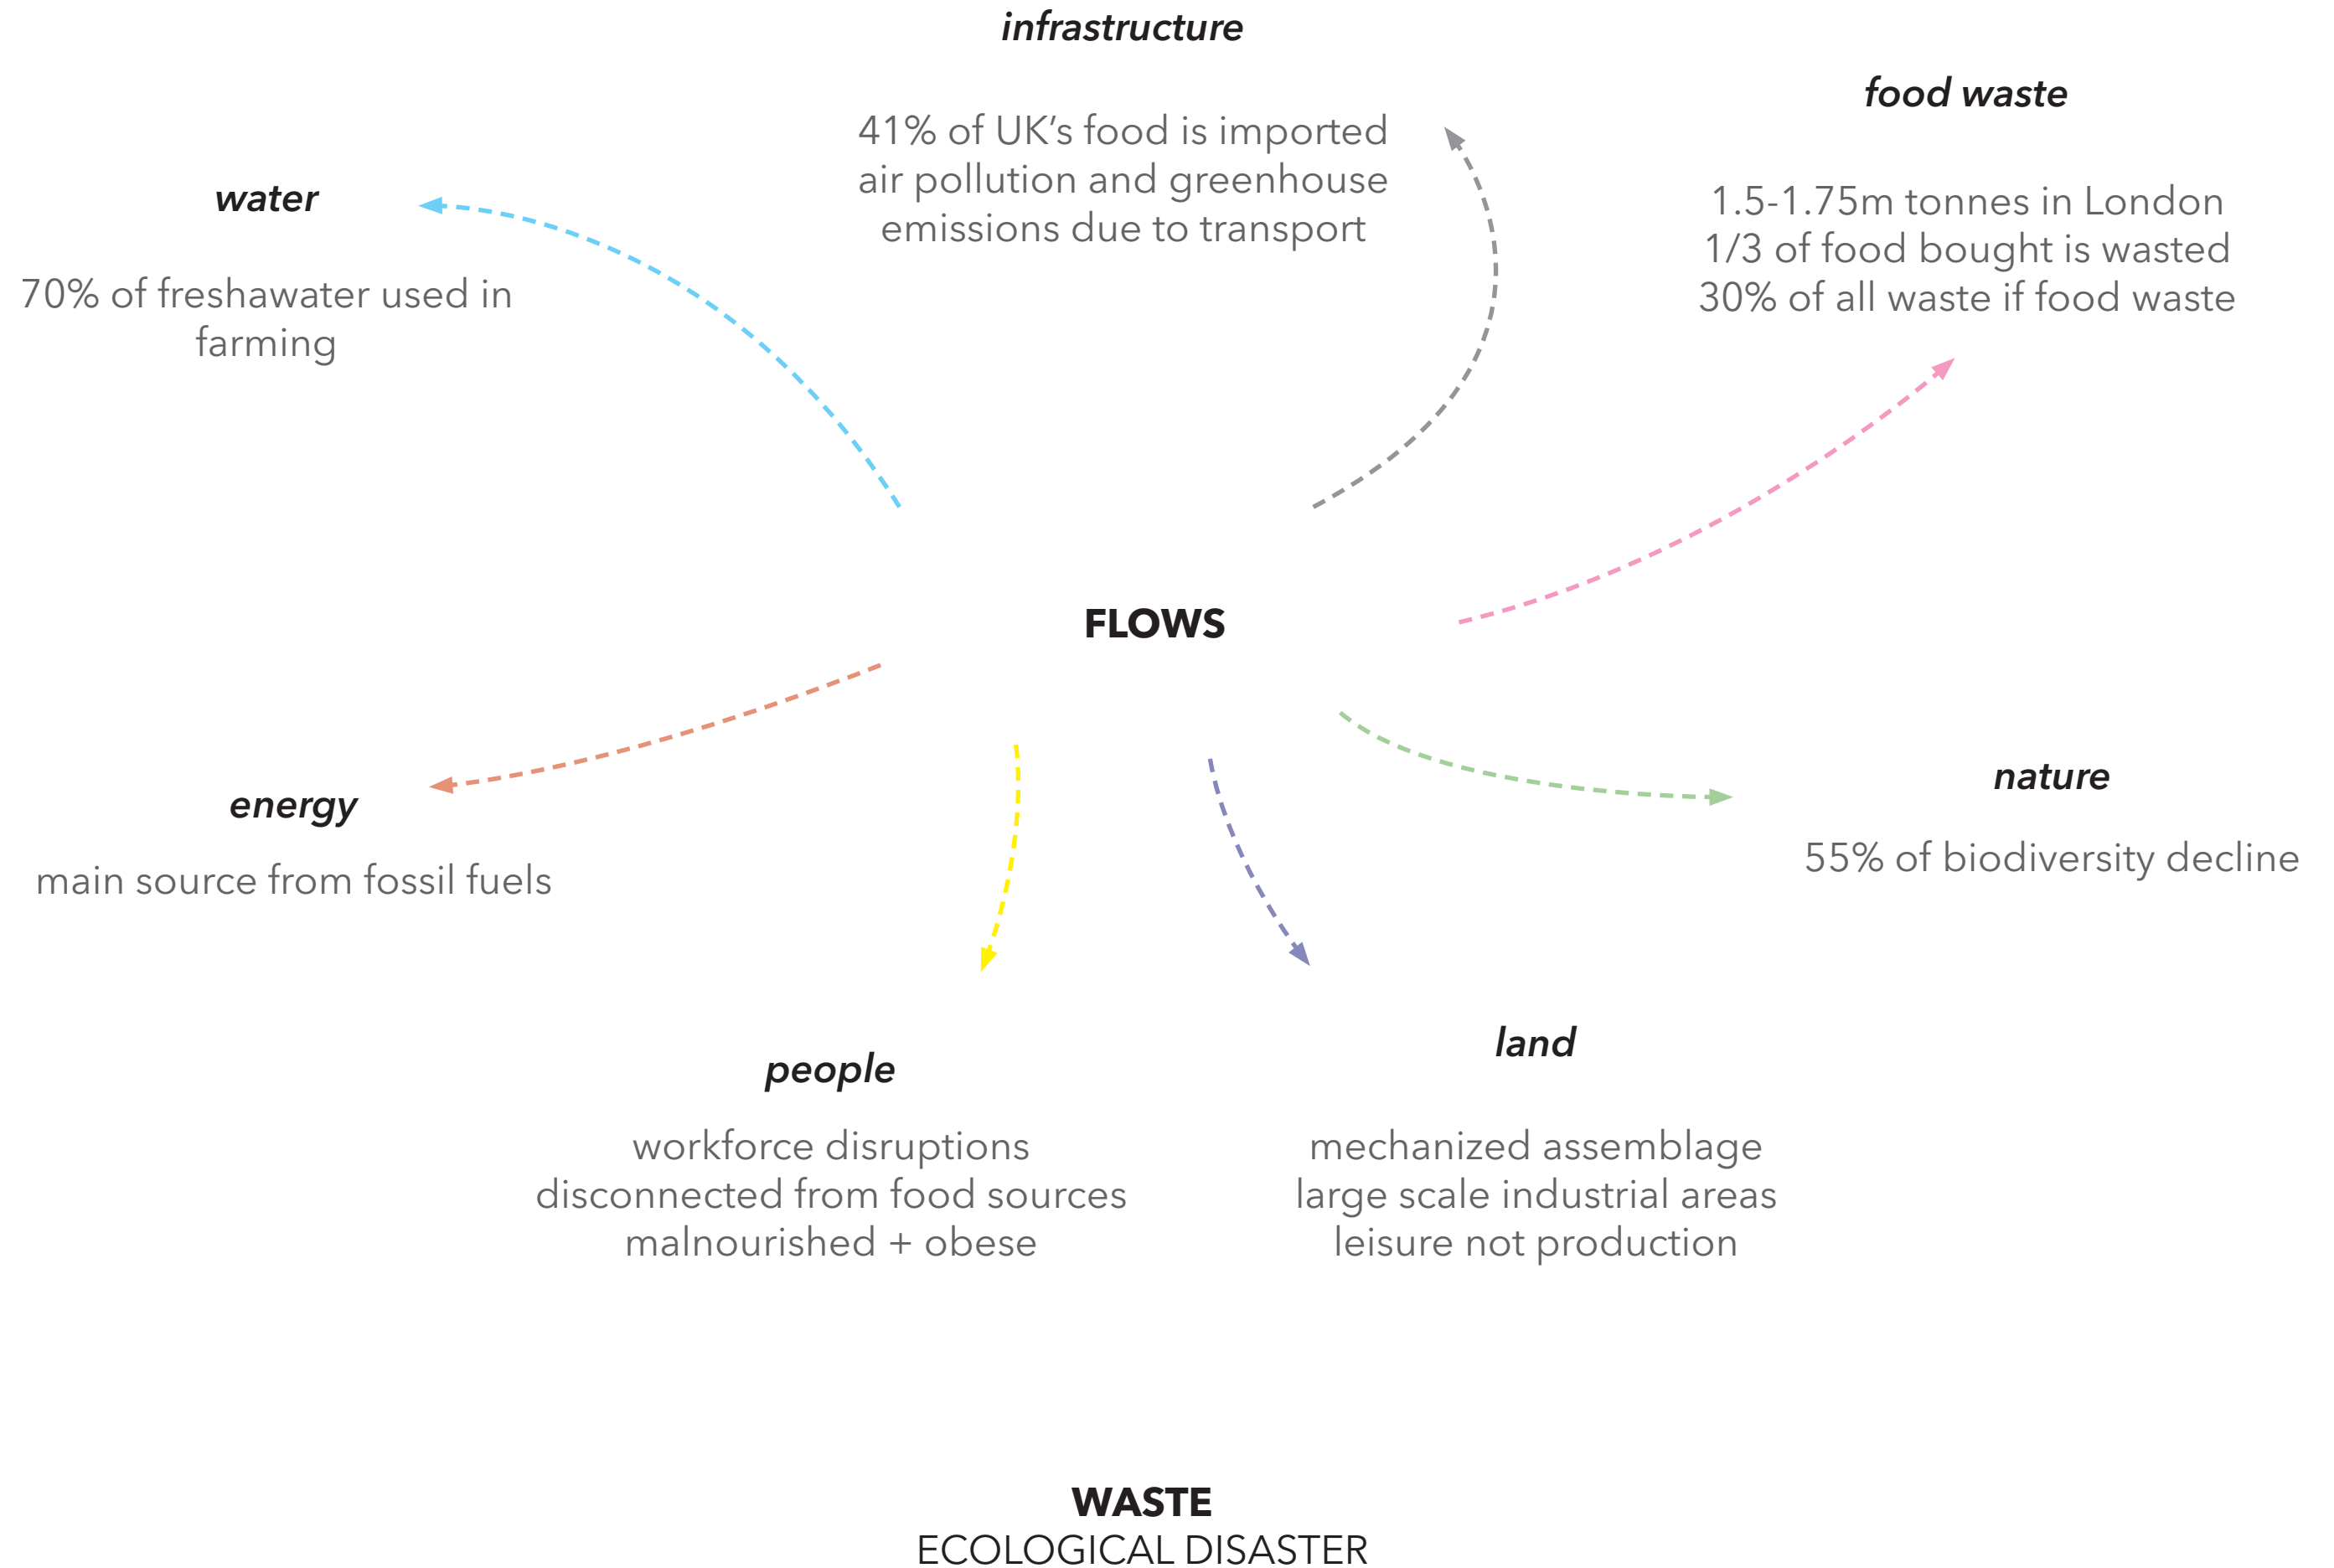 infrastructure
41% of UK’s food is imported
air pollution and greenhouse
emissions due to transport
food waste
1.5-1.75m tonnes in London
1/3 of food bought is wasted
30% of all waste if food waste
water
70% of freshawater used in
farming
FLOWS
energy
main source from fossil fuels
nature
55% of biodiversity decline
people
workforce disruptions
disconnected from food sources
malnourished + obese
land
mechanized assemblage
large scale industrial areas
leisure not production
WASTE
ECOLOGICAL DISASTER